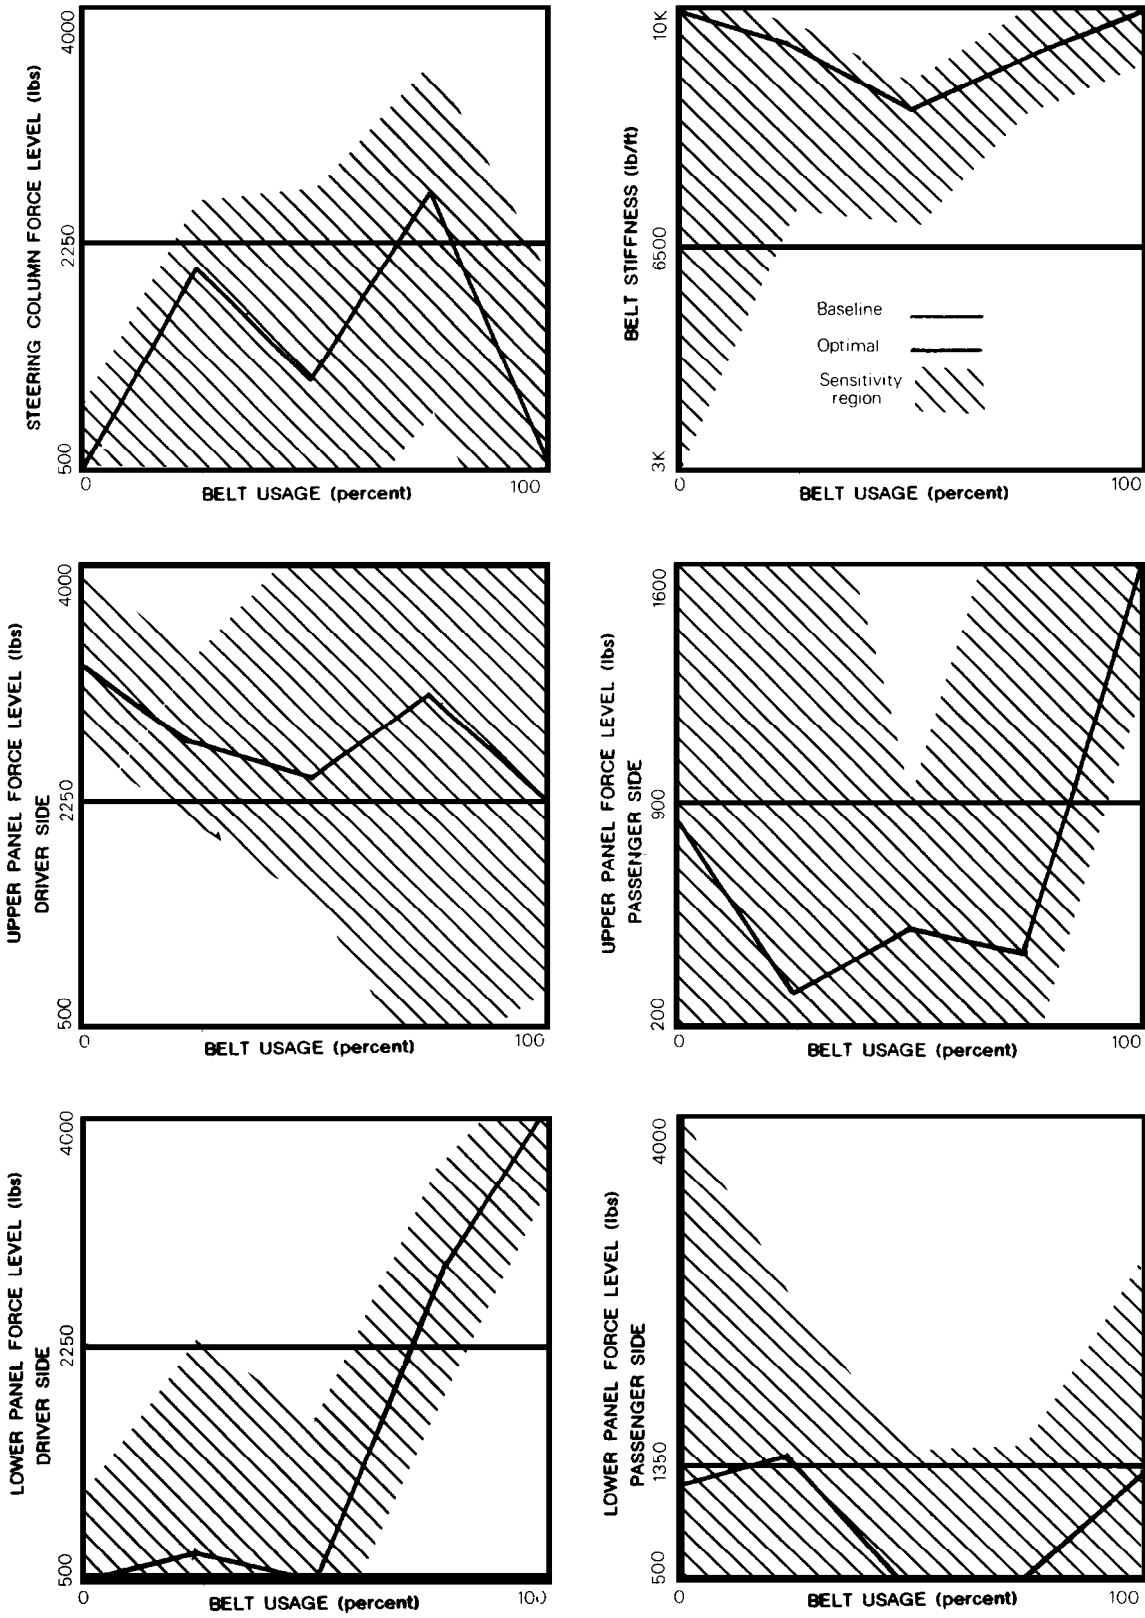 STEERING COLUMN FORCE LEVEL (lbs)
4000
2250
500
0
100
BELT USAGE (percent)
BELT STIFFNESS (lb/ft)
10K
6500
3K
Baseline
Optimal
Sensitivity
region
0
100
BELT USAGE (percent)
UPPER PANEL FORCE LEVEL (lbs)
DRIVER SIDE
4000
2250
500
0
100
BELT USAGE (percent)
UPPER PANEL FORCE LEVEL (lbs)
PASSENGER SIDE
1600
900
200
0
100
BELT USAGE (percent)
LOWER PANEL FORCE LEVEL (lbs)
DRIVER SIDE
4000
2250
500
0
100
BELT USAGE (percent)
LOWER PANEL FORCE LEVEL (lbs)
PASSENGER SIDE
4000
1350
500
0
100
BELT USAGE (percent)